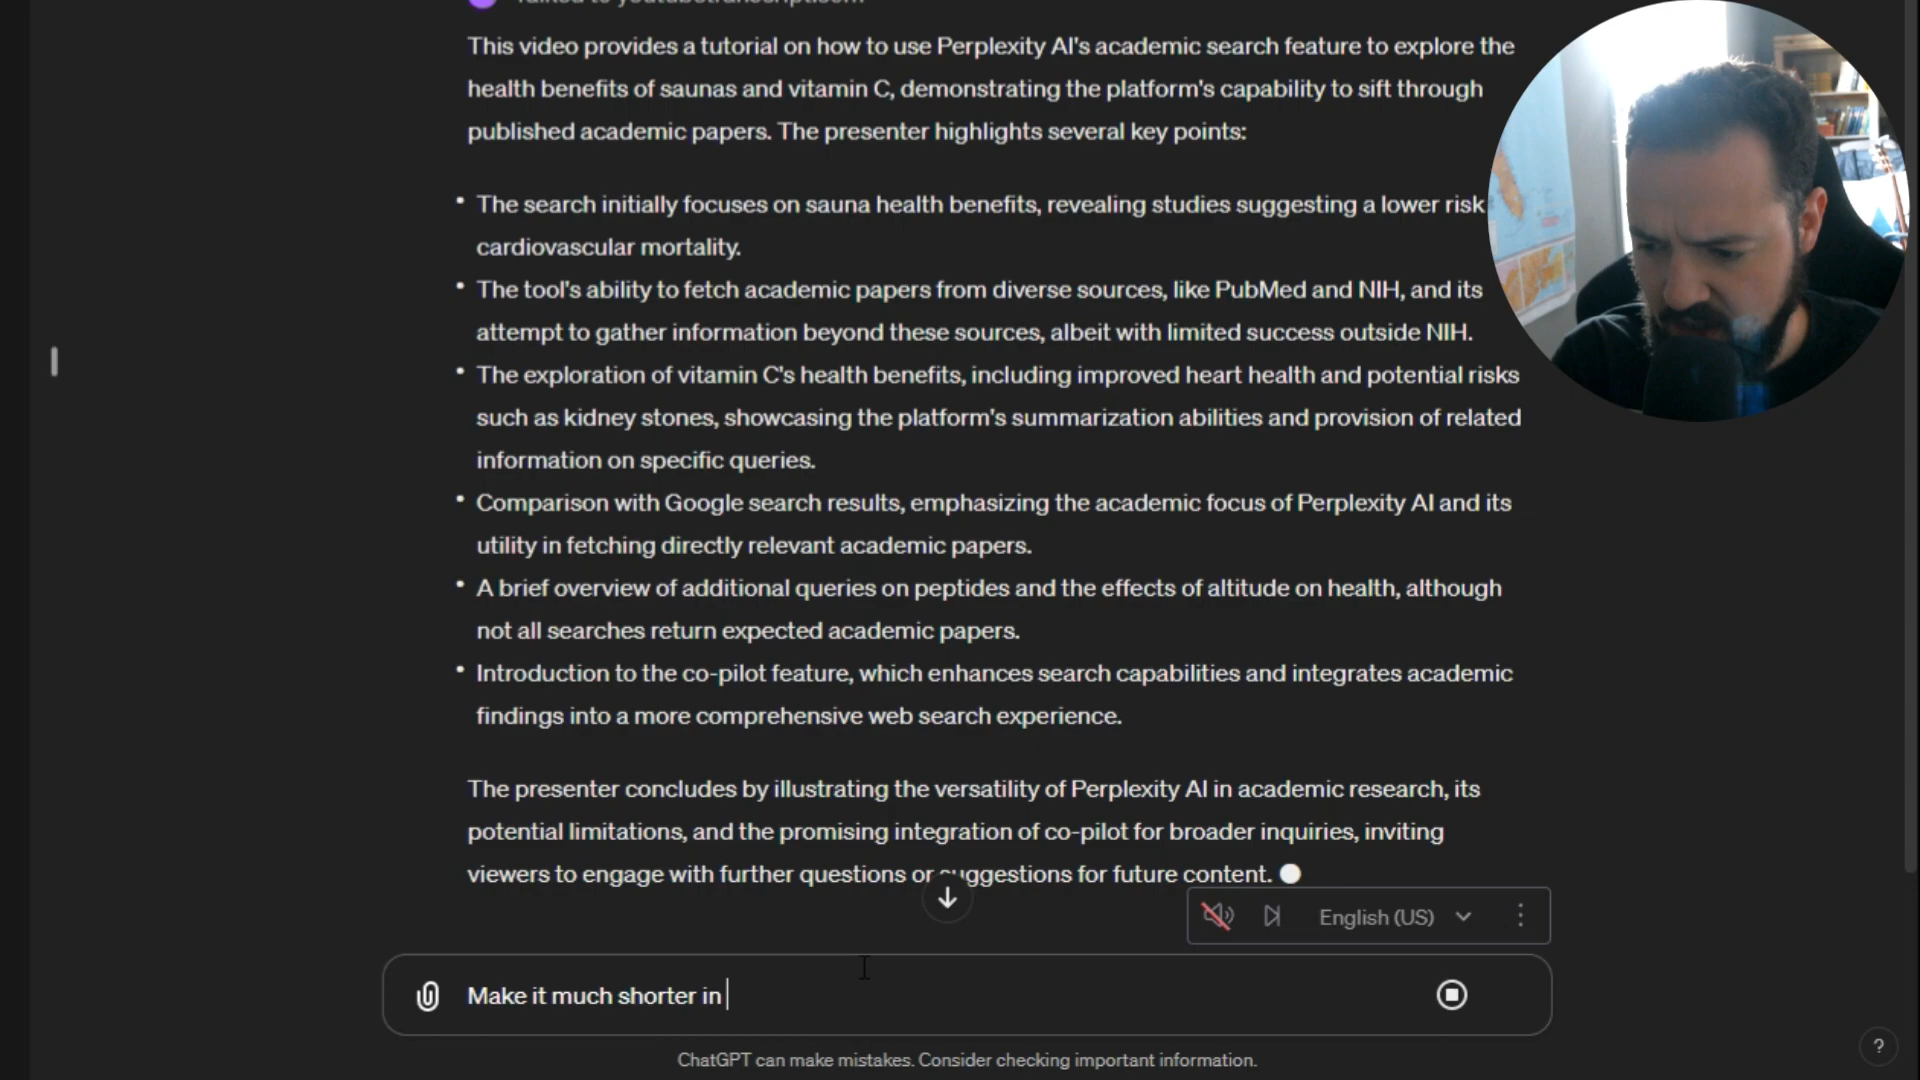 Talked to youtubetranscript.com
This video provides a tutorial on how to use Perplexity AI's academic search feature to explore the
health benefits of saunas and vitamin C, demonstrating the platform's capability to sift through
published academic papers. The presenter highlights several key points:
• The search initially focuses on sauna health benefits, revealing studies suggesting a lower risk
cardiovascular mortality.
• The tool's ability to fetch academic papers from diverse sources, like PubMed and NIH, and its
attempt to gather information beyond these sources, albeit with limited success outside NIH.
• The exploration of vitamin C's health benefits, including improved heart health and potential risks
such as kidney stones, showcasing the platform's summarization abilities and provision of related
information on specific queries.
• Comparison with Google search results, emphasizing the academic focus of Perplexity AI and its
utility in fetching directly relevant academic papers.
• A brief overview of additional queries on peptides and the effects of altitude on health, although
not all searches return expected academic papers.
• Introduction to the co-pilot feature, which enhances search capabilities and integrates academic
findings into a more comprehensive web search experience.
The presenter concludes by illustrating the versatility of Perplexity AI in academic research, its
potential limitations, and the promising integration of co-pilot for broader inquiries, inviting
viewers to engage with further questions or suggestions for future content.
English (US)
Make it much shorter in
ChatGPT can make mistakes. Consider checking important information.
?